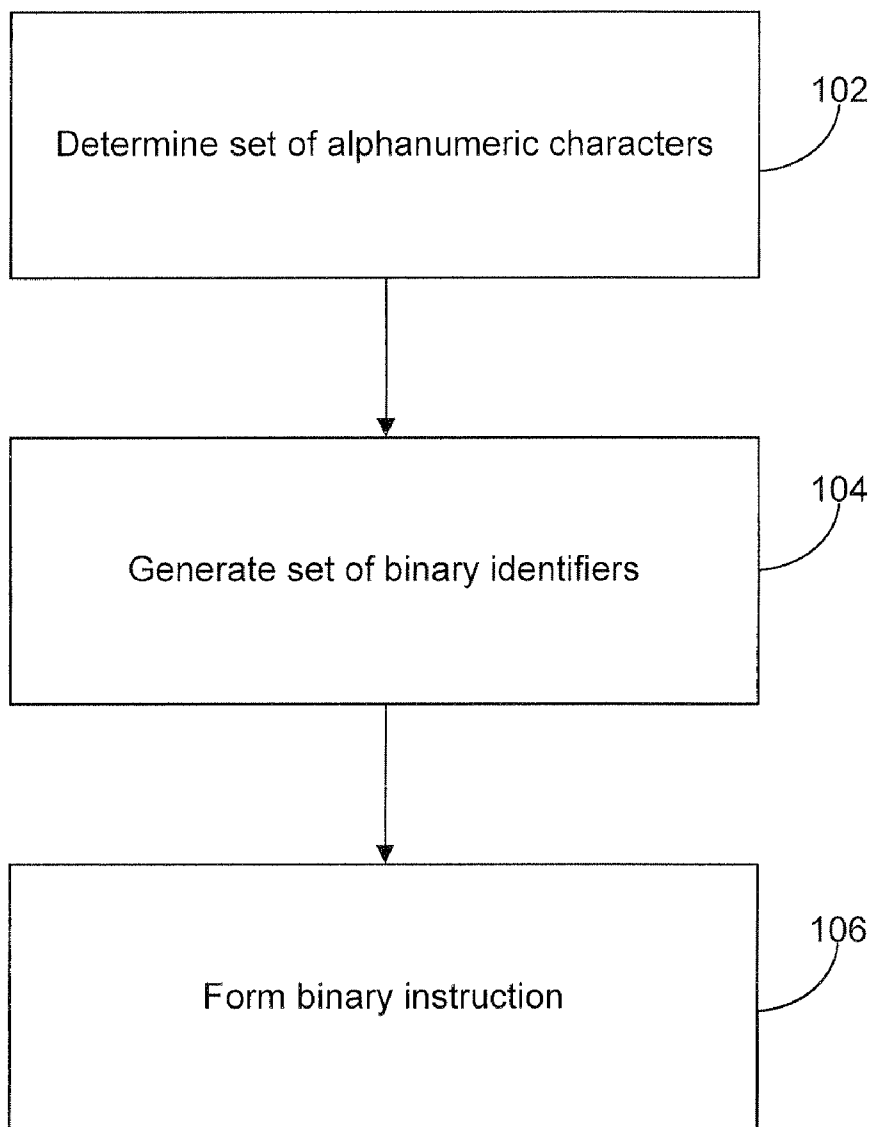 102
Determine set of alphanumeric characters
104
Generate set of binary identifiers
106
Form binary instruction